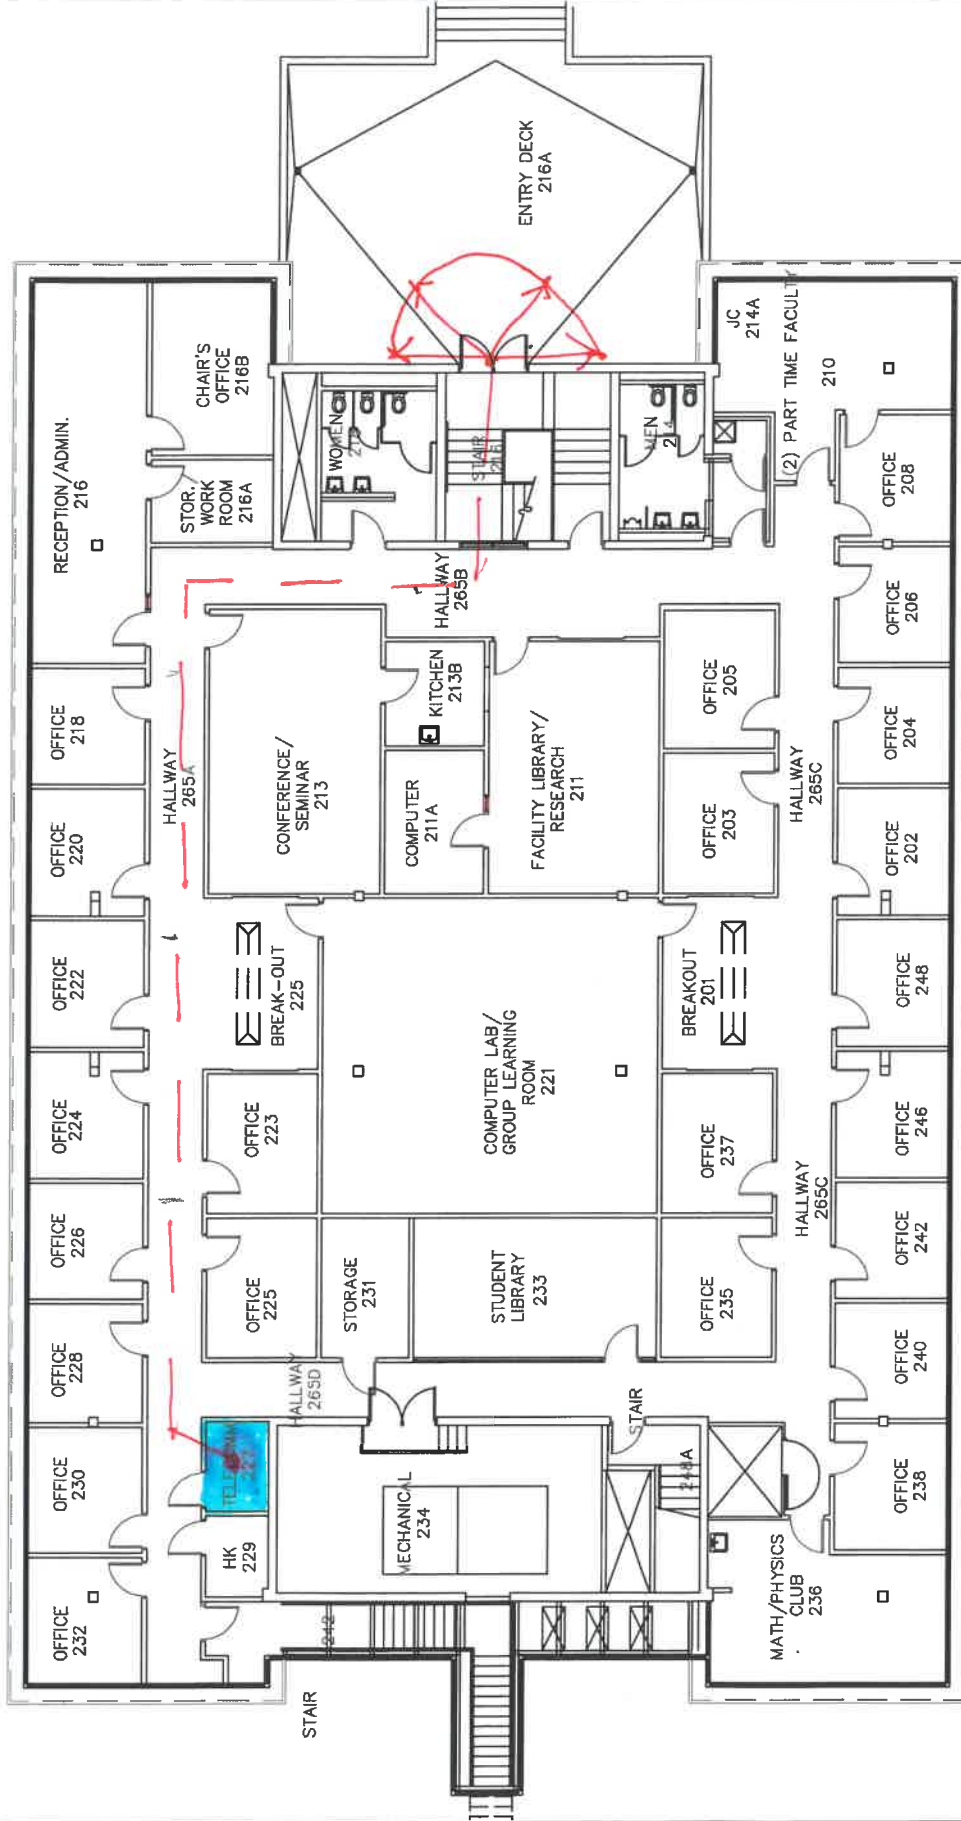 ENTRY DECK
216A
RECEPTION/ADMIN.
216
CHAIR'S
OFFICE
216B
STOR.
WORK
ROOM
216A
WOMEN
STAIR
216
MEN
214
JC
214A
(2) PART TIME FACULTY
210
OFFICE
208
HALLWAY
265B
OFFICE
206
OFFICE
218
HALLWAY
265A
CONFERENCE/
SEMINAR
213
KITCHEN
213B
COMPUTER
211A
FACILITY LIBRARY/
RESEARCH
211
OFFICE
205
OFFICE
203
HALLWAY
265C
OFFICE
204
OFFICE
202
OFFICE
220
OFFICE
222
BREAK-OUT
225
BREAKOUT
201
OFFICE
248
OFFICE
224
OFFICE
223
COMPUTER LAB/
GROUP LEARNING
ROOM
221
OFFICE
237
OFFICE
246
OFFICE
226
HALLWAY
265C
OFFICE
242
OFFICE
225
STORAGE
231
STUDENT
LIBRARY
233
OFFICE
235
OFFICE
228
HALLWAY
265D
STAIR
OFFICE
240
OFFICE
230
227
MECHANICAL
234
248A
OFFICE
238
HK
229
OFFICE
232
242
MATH/PHYSICS
CLUB
236
STAIR